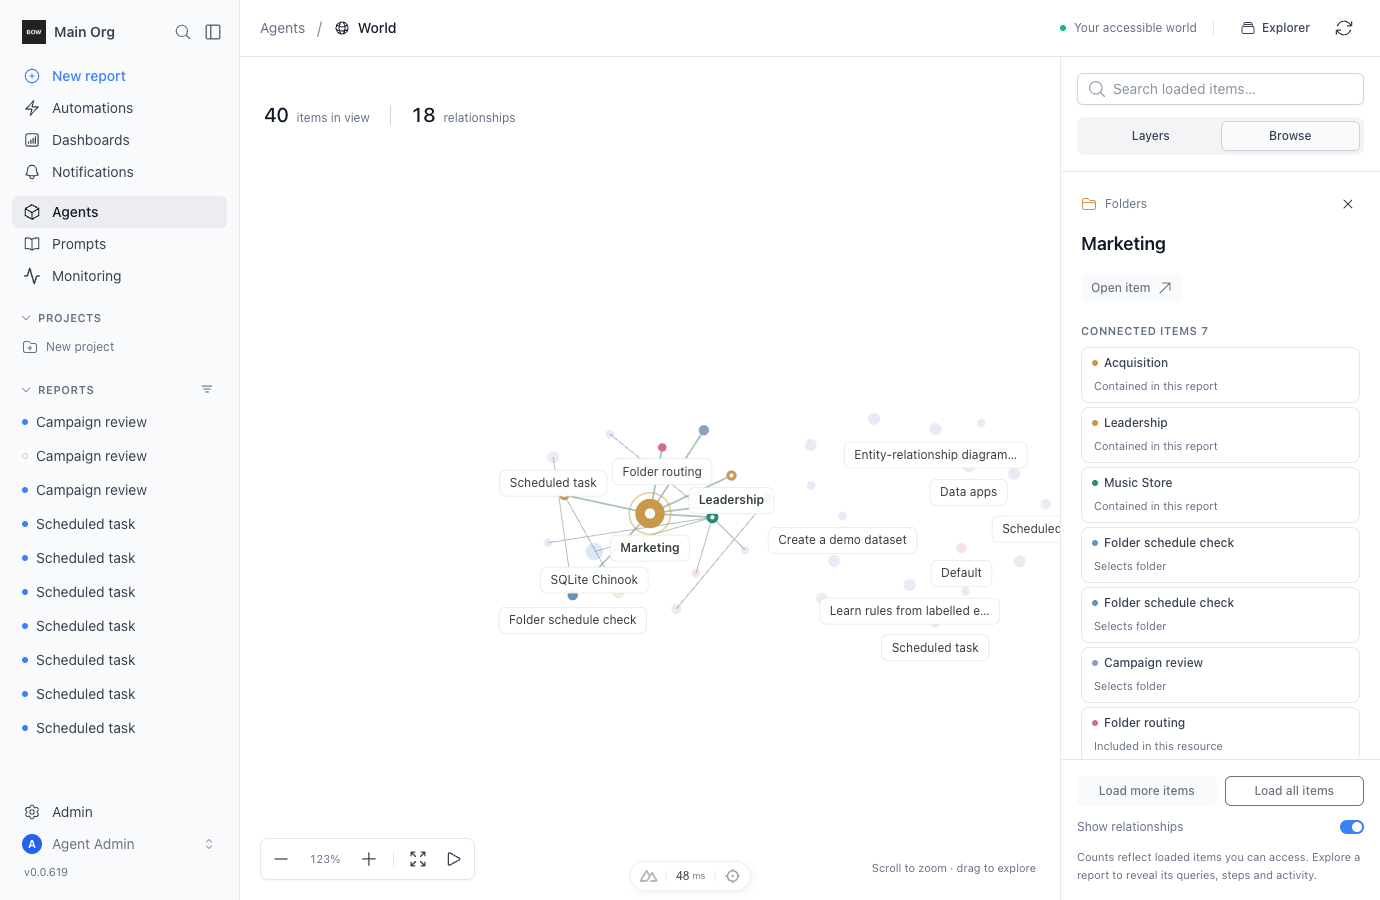 BOW Main Org
New report
Automations
Dashboards
Notifications
Agents
Prompts
Monitoring
PROJECTS
New project
REPORTS
Campaign review
Campaign review
Campaign review
Scheduled task
Scheduled task
Scheduled task
Scheduled task
Scheduled task
Scheduled task
Scheduled task
Admin
A Agent Admin
v0.0.619
Agents / World
Your accessible world
Explorer
40 items in view
18 relationships
Entity-relationship diagram...
Folder routing
Scheduled task
Data apps
Leadership
Scheduled
Create a demo dataset
Marketing
Default
SQLite Chinook
Learn rules from labelled e...
Folder schedule check
Scheduled task
123%
48 ms
Scroll to zoom · drag to explore
Search loaded items...
Layers
Browse
Folders
Marketing
Open item
CONNECTED ITEMS 7
Acquisition
Contained in this report
Leadership
Contained in this report
Music Store
Contained in this report
Folder schedule check
Selects folder
Folder schedule check
Selects folder
Campaign review
Selects folder
Folder routing
Included in this resource
Load more items
Load all items
Show relationships
Counts reflect loaded items you can access. Explore a
report to reveal its queries, steps and activity.